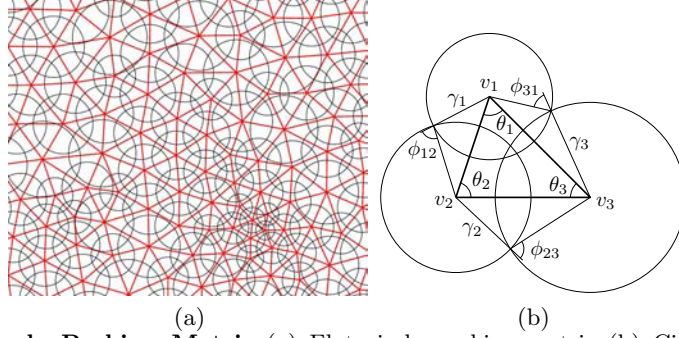 v₁
ϕ₃₁
γ₁
θ₁
ϕ₁₂
γ₃
θ₂
θ₃
v₂
v₃
γ₂
ϕ₂₃
(a) (b)
Packing Metric (a) Flat circle packing metric (b) Ci